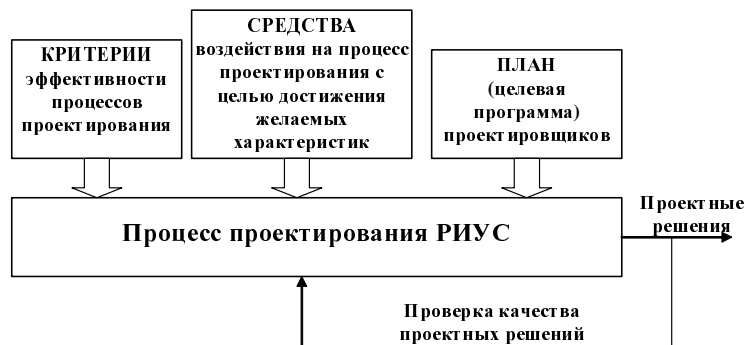 КРИТЕРИИ
эффективности
процессов
проектирования
СРЕДСТВА
воздействия на процесс
проектирования с
целью достижения
желаемых
характеристик
ПЛАН
(целевая
программа)
проектировщиков
Процесс проектирования РИУС
Проектные
решения
Проверка качества
проектных решений